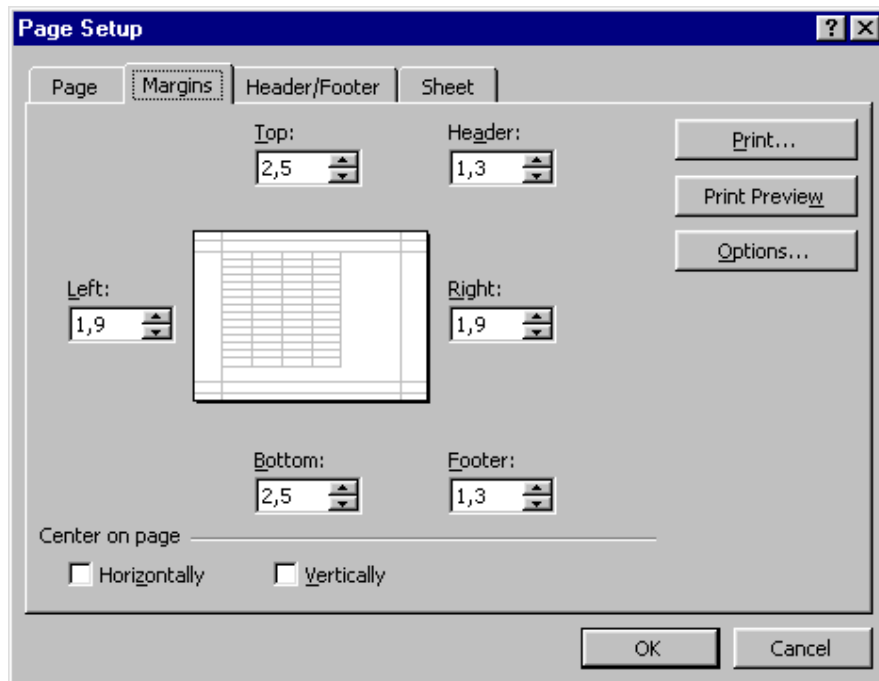 Page Setup
Page Margins Header/Footer Sheet
Top: Header:
2,5 1,3
Print...
Print Preview
Options...
Left: Right:
1,9 1,9
Bottom: Footer:
2,5 1,3
Center on page
Horizontally Vertically
OK Cancel